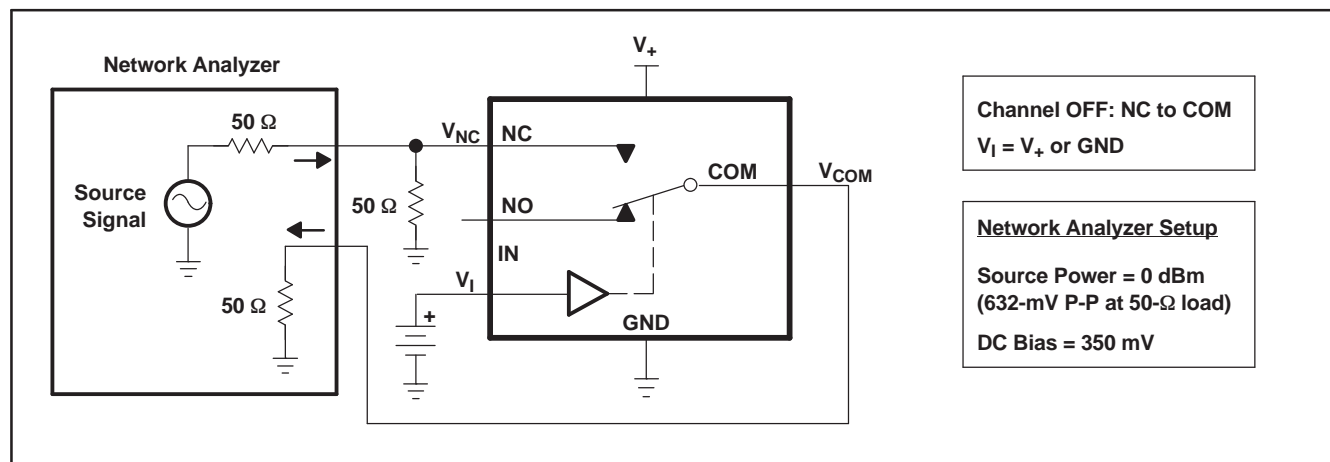 Network Analyzer
50 Ω
Source
Signal
50 Ω
50 Ω
V+
VNC
NC
NO
IN
VI
+
GND
COM
VCOM
Channel OFF: NC to COM
VI = V+ or GND
Network Analyzer Setup
Source Power = 0 dBm
(632-mV P-P at 50-Ω load)
DC Bias = 350 mV